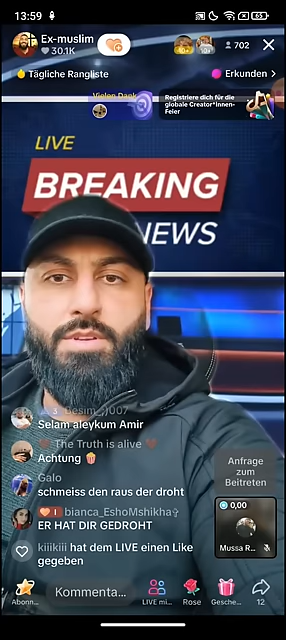 13:59
65
Ex-muslim
30.1K
702
Tägliche Rangliste
Erkunden >
Vielen Dank
Registriere dich für die
globale Creator*innen-
Feier
LIVE
BREAKING
NEWS
Besim_;)007
Selam aleykum Amir
The Truth is alive
Achtung 🍿
Galo
schmeiss den raus der droht
bianca_EshoMshikha
ER HAT DIR GEDROHT
kiiikiii hat dem LIVE einen Like
gegeben
Anfrage
zum
Beitreten
0,00
Mussa R...
Abonn...
Kommenta...
LIVE mi...
Rose
Gesche...
12